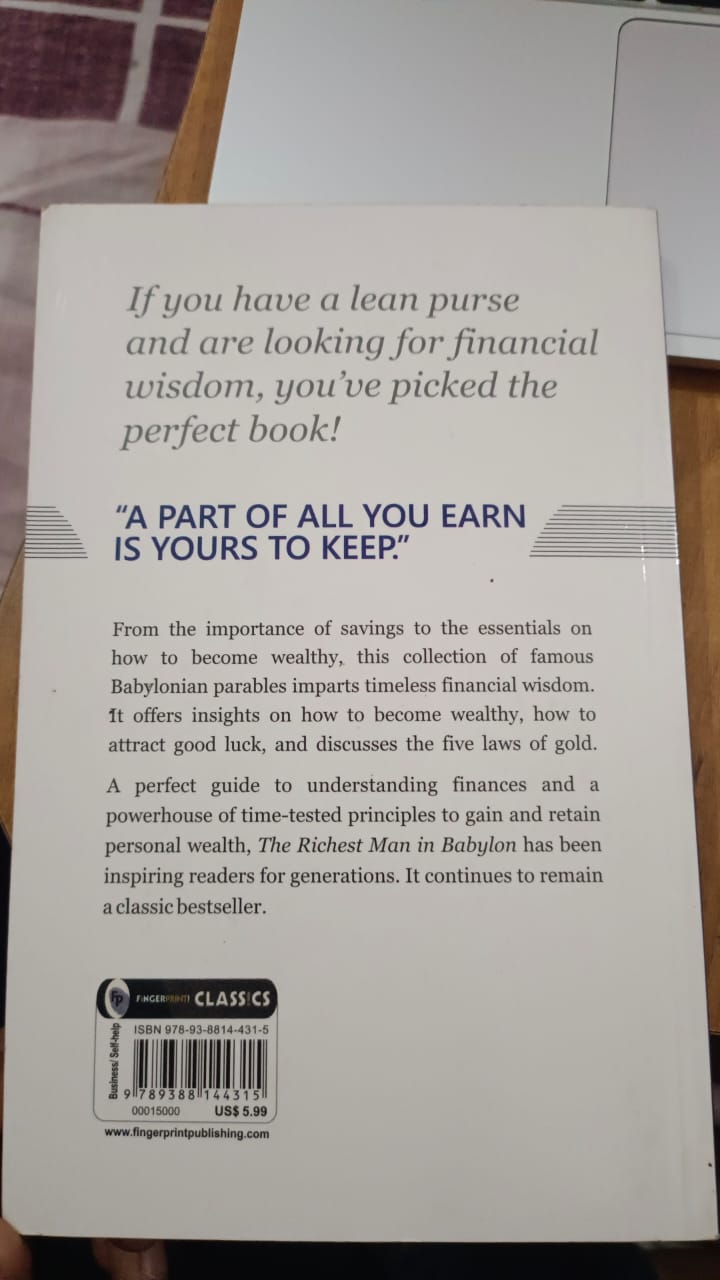 If you have a lean purse
and are looking for financial
wisdom, you've picked the
perfect book!
“A PART OF ALL YOU EARN
IS YOURS TO KEEP.”
From the importance of savings to the essentials on
how to become wealthy, this collection of famous
Babylonian parables imparts timeless financial wisdom.
It offers insights on how to become wealthy, how to
attract good luck, and discusses the five laws of gold.
A perfect guide to understanding finances and a
powerhouse of time-tested principles to gain and retain
personal wealth, The Richest Man in Babylon has been
inspiring readers for generations. It continues to remain
a classic bestseller.
FP FiNGERPRINT! CLASSiCS
Business/ Self-help
ISBN 978-93-8814-431-5
9 789388 144315
00015000 US$ 5.99
www.fingerprintpublishing.com